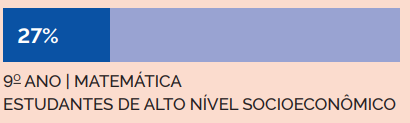 27%
9º ANO | MATEMÁTICA
ESTUDANTES DE ALTO NÍVEL SOCIOECONÔMICO